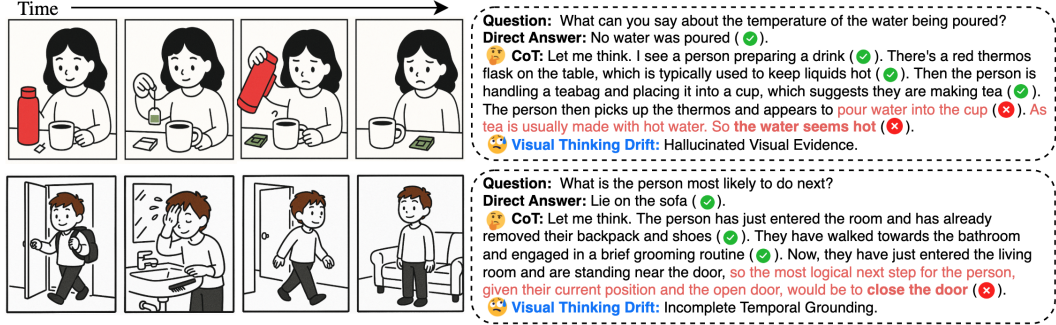 Time
Question: What can you say about the temperature of the water being poured?
Direct Answer: No water was poured (✅).
🤔 CoT: Let me think. I see a person preparing a drink (✅). There's a red thermos
flask on the table, which is typically used to keep liquids hot (✅). Then the person is
handling a teabag and placing it into a cup, which suggests they are making tea (✅).
The person then picks up the thermos and appears to pour water into the cup (❌). As
tea is usually made with hot water. So the water seems hot (❌).
😓 Visual Thinking Drift: Hallucinated Visual Evidence.
Question: What is the person most likely to do next?
Direct Answer: Lie on the sofa (✅).
🤔 CoT: Let me think. The person has just entered the room and has already
removed their backpack and shoes (✅). They have walked towards the bathroom
and engaged in a brief grooming routine (✅). Now, they have just entered the living
room and are standing near the door, so the most logical next step for the person,
given their current position and the open door, would be to close the door (❌).
😓 Visual Thinking Drift: Incomplete Temporal Grounding.